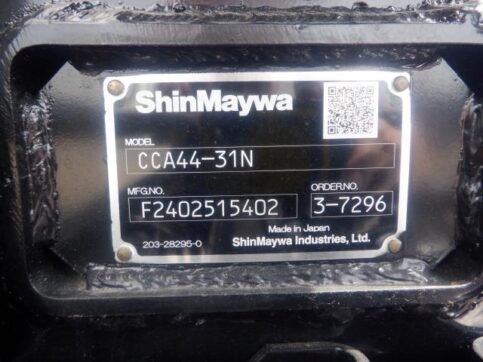 ShinMaywa
MODEL
CCA44-31N
MFG.NO. ORDER.NO.
F2402515402 3-7296
Made in Japan
203-28295-0 ShinMaywa Industries, Ltd.